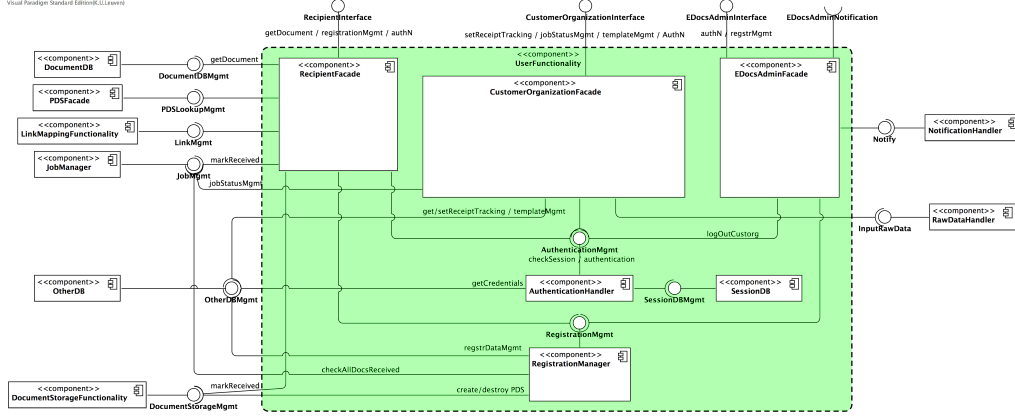 Visual Paradigm Standard Edition(K.U.Leuven)
RecipientInterface
CustomerOrganizationInterface
EDocsAdminInterface
EDocsAdminNotification
getDocument / registrationMgmt / authN
setReceiptTracking / jobStatusMgmt / templateMgmt / AuthN
authN / regstrMgmt
<<component>>
UserFunctionality
<<component>>
DocumentDB
getDocument
DocumentDBMgmt
<<component>>
RecipientFacade
<<component>>
CustomerOrganizationFacade
<<component>>
EDocsAdminFacade
<<component>>
PDSFacade
PDSLookupMgmt
<<component>>
LinkMappingFunctionality
LinkMgmt
<<component>>
NotificationHandler
Notify
<<component>>
JobManager
markReceived
JobMgmt
jobStatusMgmt
get/setReceiptTracking / templateMgmt
<<component>>
RawDataHandler
InputRawData
logOutCustorg
AuthenticationMgmt
checkSession / authentication
<<component>>
OtherDB
OtherDBMgmt
getCredentials
<<component>>
AuthenticationHandler
SessionDBMgmt
<<component>>
SessionDB
RegistrationMgmt
regstrDataMgmt
<<component>>
RegistrationManager
checkAllDocsReceived
<<component>>
DocumentStorageFunctionality
markReceived
create/destroy PDS
DocumentStorageMgmt